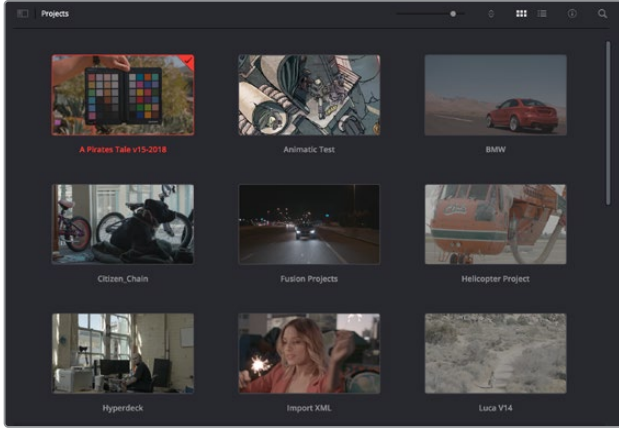 Projects
A Pirates Tale v15-2018
Animatic Test
BMW
Citizen_Chain
Fusion Projects
Helicopter Project
Hyperdeck
Import XML
Luca V14